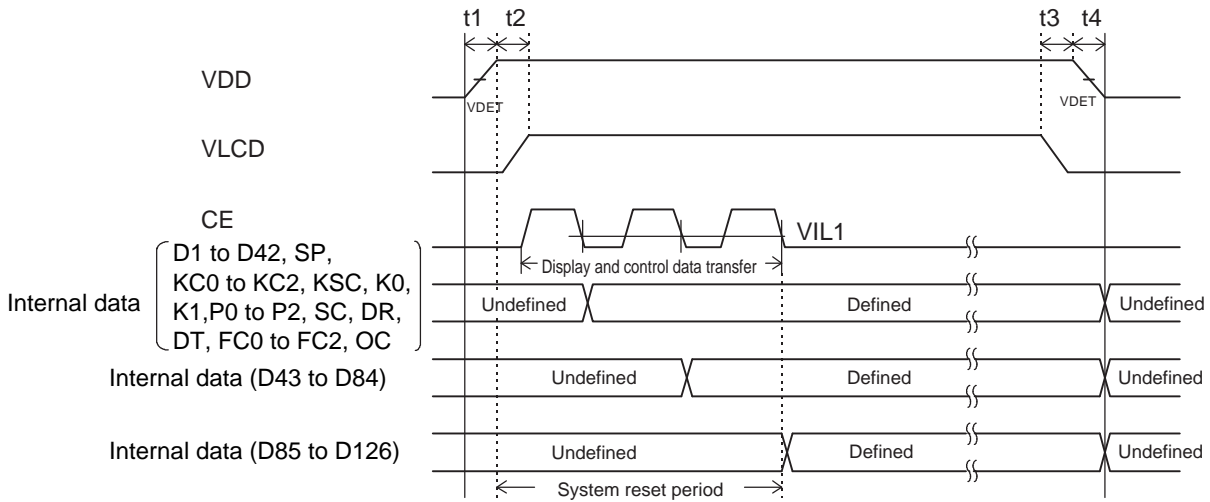 t1 t2 t3 t4
VDD
VDET VDET
VLCD
CE
VIL1
D1 to D42, SP,
Display and control data transfer
KC0 to KC2, KSC, K0,
Internal data K1,P0 to P2, SC, DR, Undefined Defined Undefined
DT, FC0 to FC2, OC
Internal data (D43 to D84) Undefined Defined Undefined
Internal data (D85 to D126) Undefined Defined Undefined
System reset period